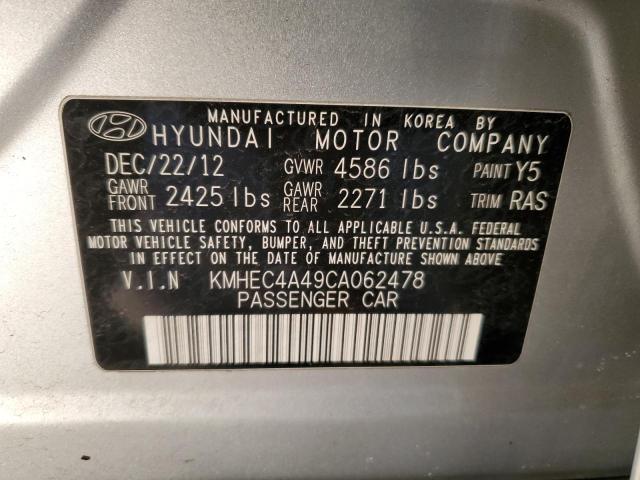 MANUFACTURED IN KOREA BY
HYUNDAI MOTOR COMPANY
DEC/22/12 GVWR 4586 lbs PAINT Y5
GAWR FRONT 2425 lbs GAWR REAR 2271 lbs TRIM RAS
THIS VEHICLE CONFORMS TO ALL APPLICABLE U.S.A. FEDERAL
MOTOR VEHICLE SAFETY, BUMPER, AND THEFT PREVENTION STANDARDS
IN EFFECT ON THE DATE OF MANUFACTURE SHOWN ABOVE.
V.I.N KMHEC4A49CA062478
PASSENGER CAR